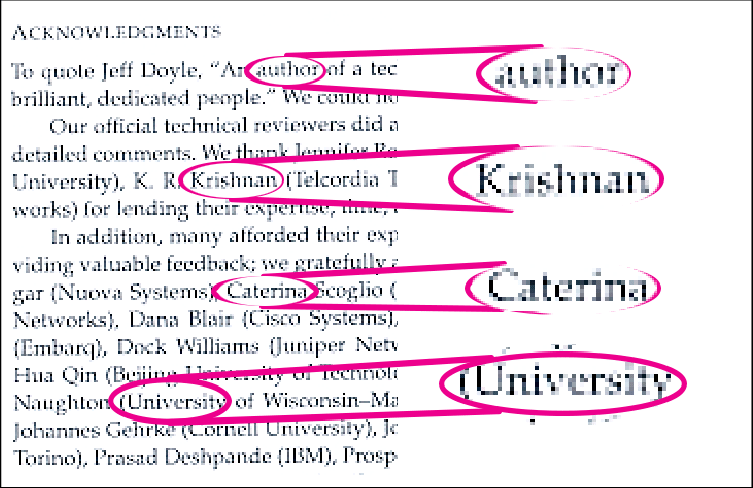 ACKNOWLEDGMENTS
To quote Jeff Doyle, "An author of a tec
brilliant, dedicated people." We could no
Our official technical reviewers did a
detailed comments. We thank Jennifer
University), K. R. Krishnan (Telcordia T
works) for lending their expertise, time,
In addition, many afforded their exp
viding valuable feedback; we gratefully a
gar (Nuova Systems), Caterina Scoglio (
Networks), Dana Blair (Cisco Systems),
(Embarq), Dock Williams (Juniper Netw
Hua Qin (Beijing University of Technol
Naughton (University of Wisconsin–Ma
Johannes Gehrke (Cornell University), Jo
Torino), Prasad Deshpande (IBM), Prosp
author
Krishnan
Caterina
(University